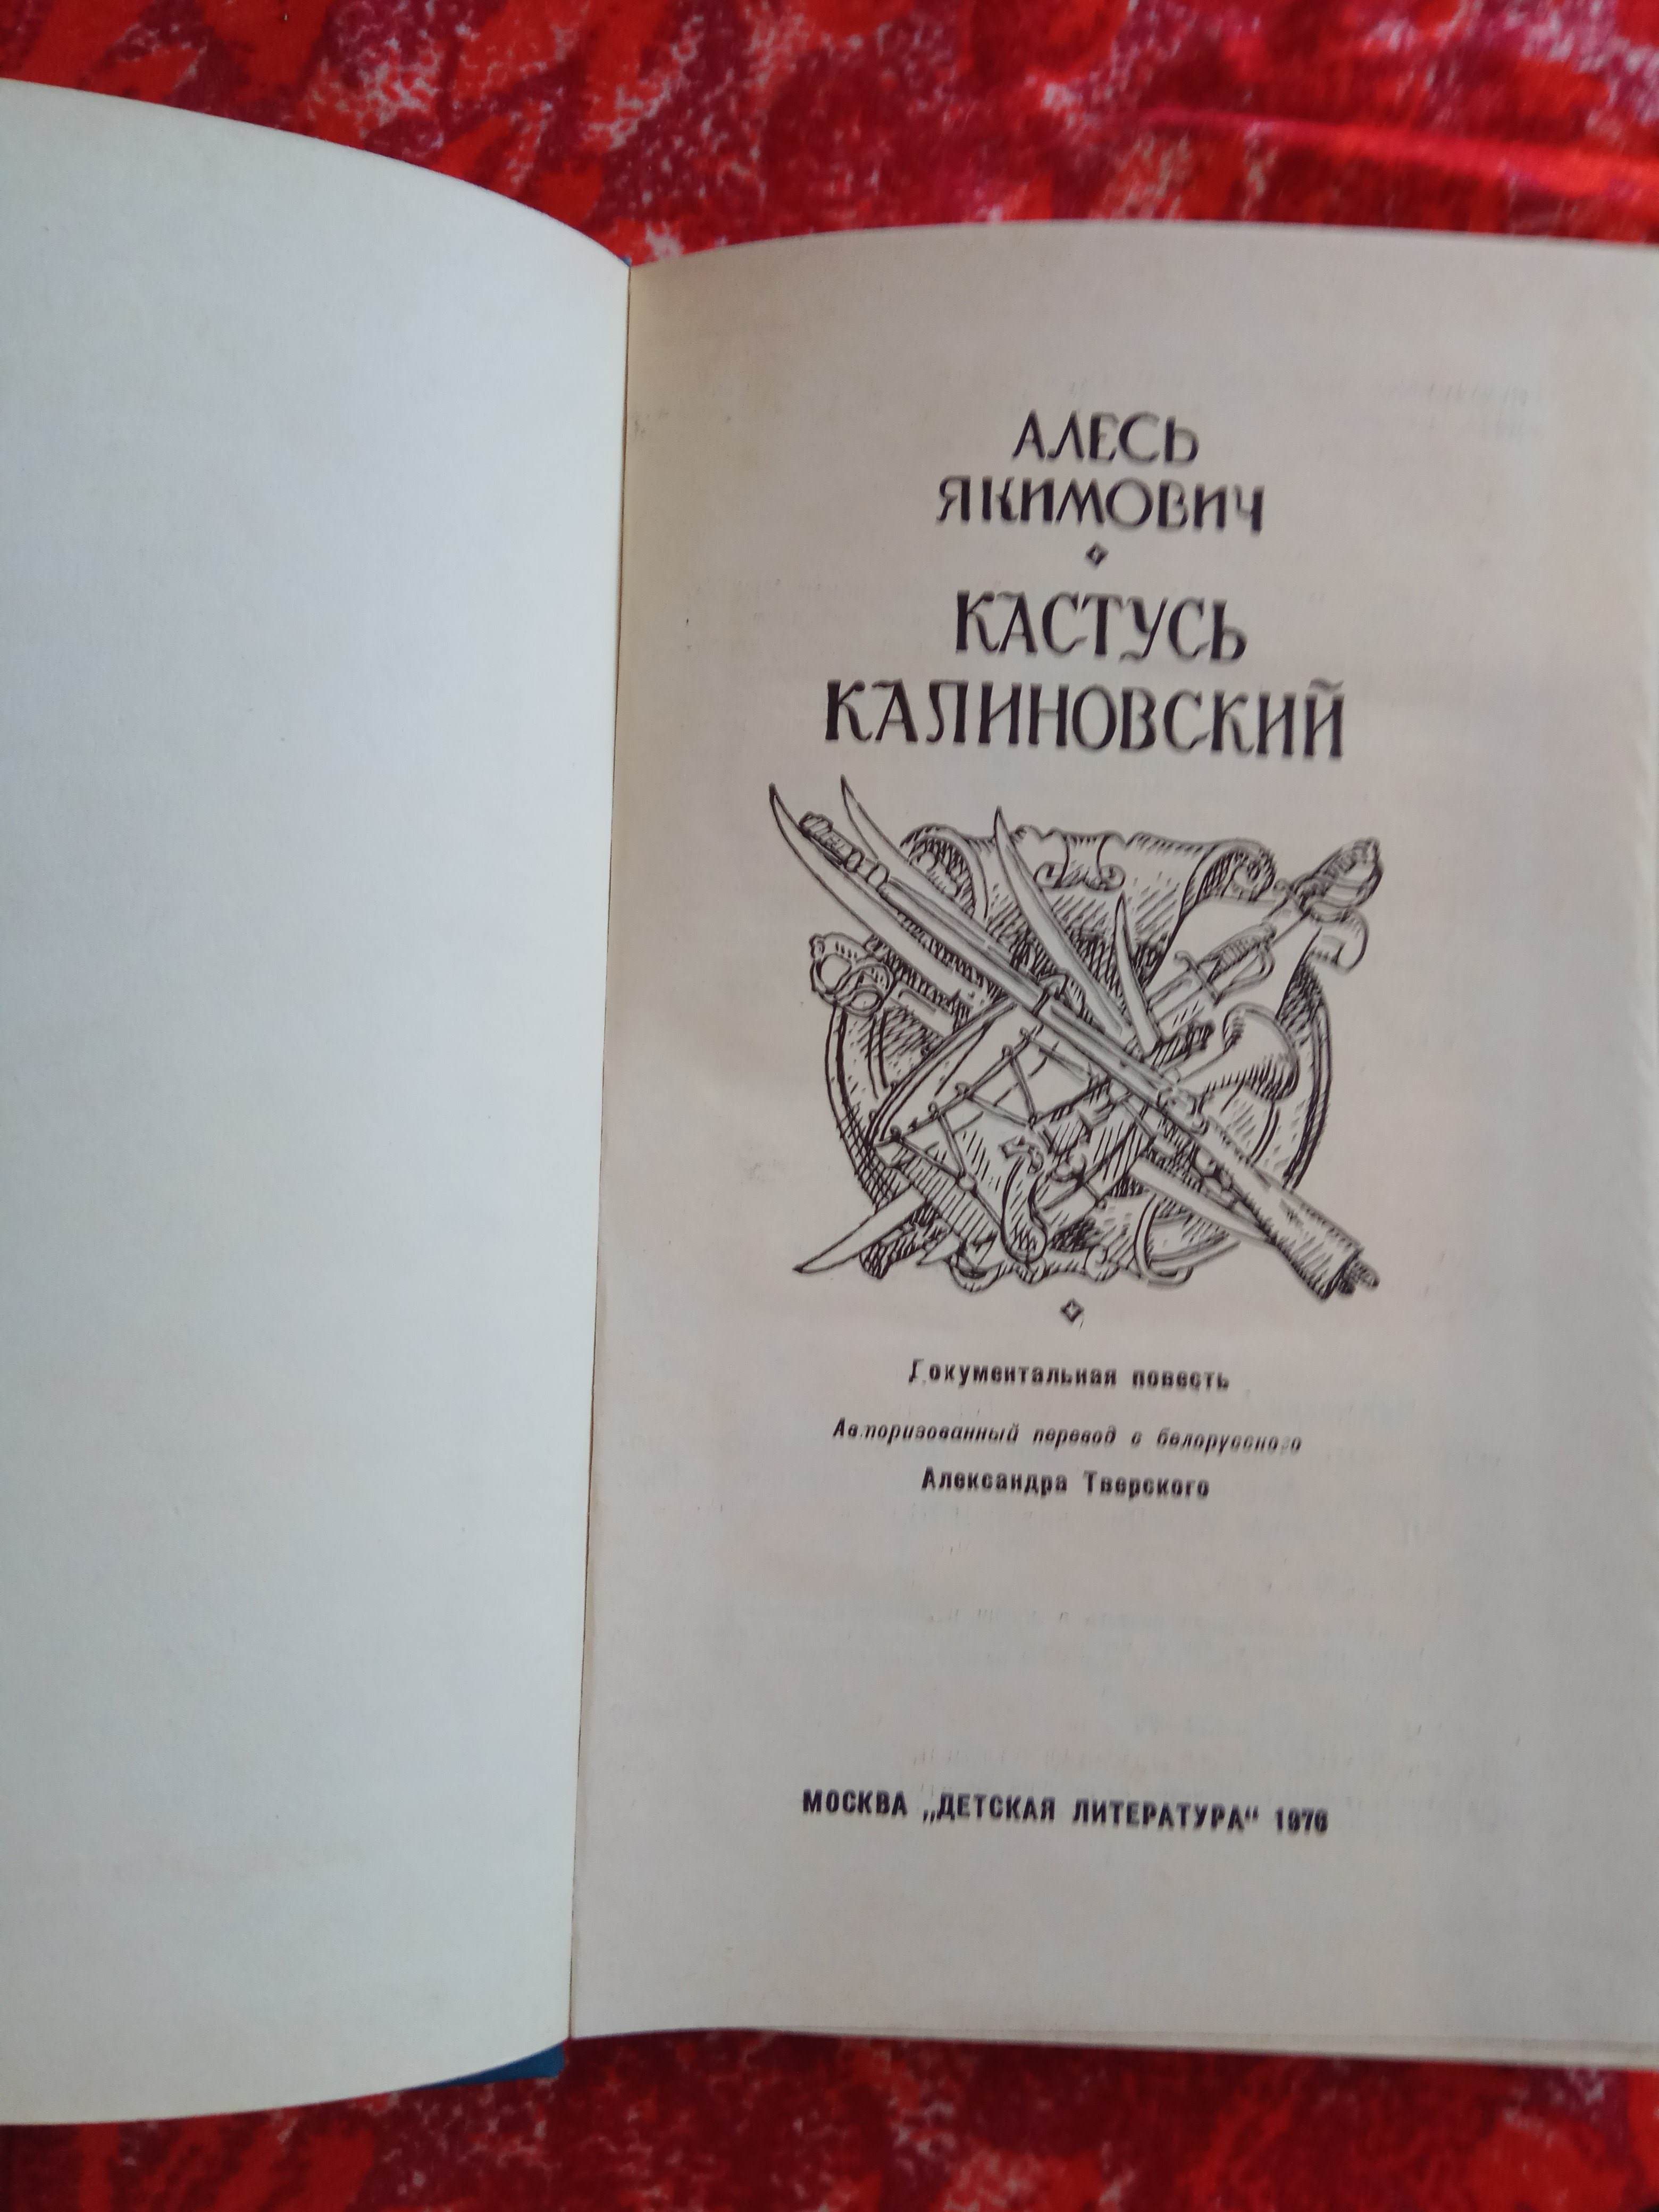 АЛЕСЬ
ЯКИМОВИЧ
КАСТУСЬ
КАЛИНОВСКИЙ
Документальная повесть
Авторизованный перевод с белорусского
Александра Тверского
МОСКВА „ДЕТСКАЯ ЛИТЕРАТУРА“ 1976